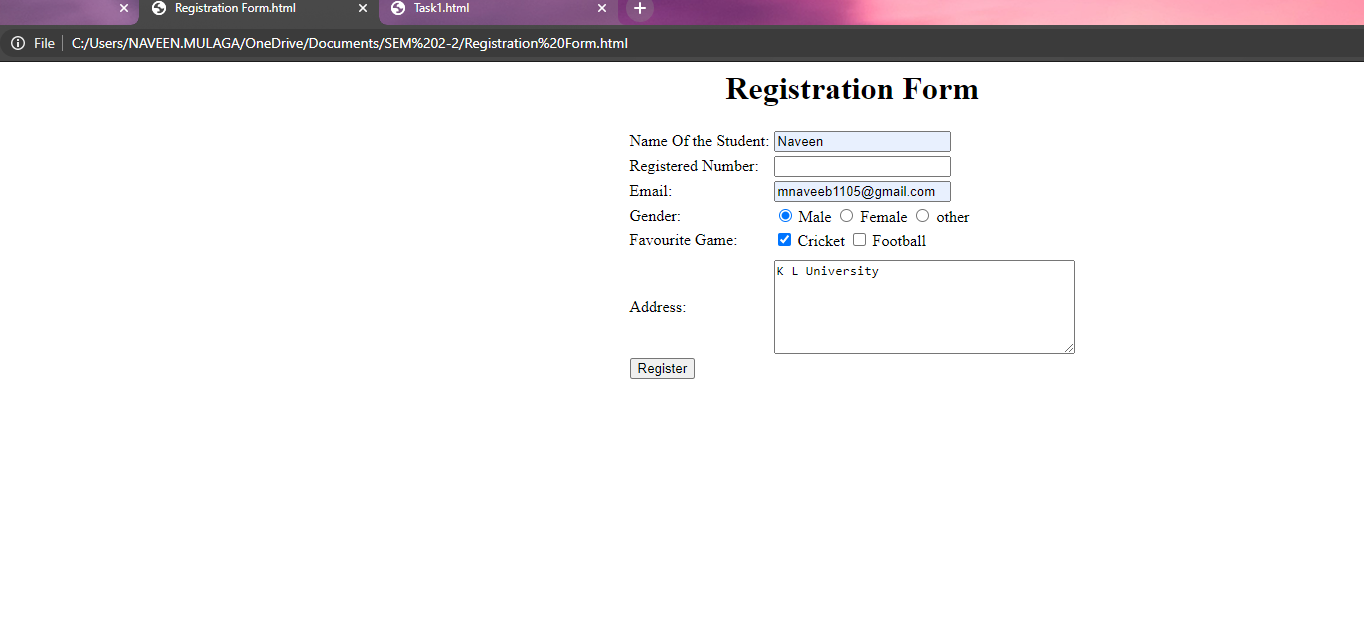 Registration Form.html
Task1.html
File C:/Users/NAVEEN.MULAGA/OneDrive/Documents/SEM%202-2/Registration%20Form.html
Registration Form
Name Of the Student: Naveen
Registered Number:
Email: mnaveeb1105@gmail.com
Gender: Male Female other
Favourite Game: Cricket Football
Address: K L University
Register